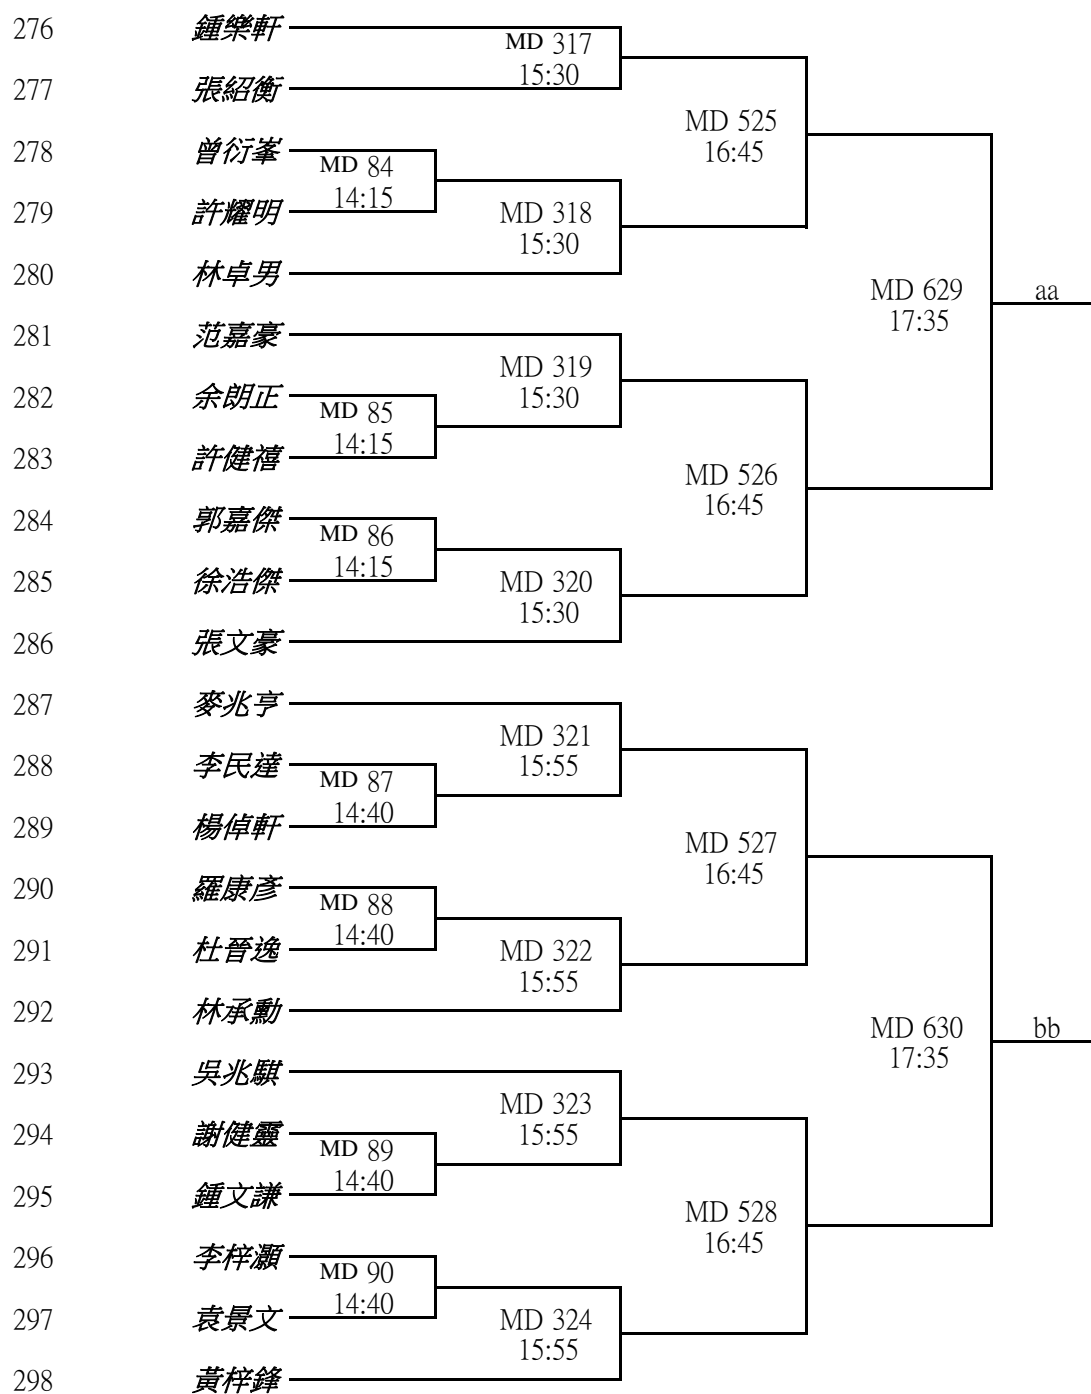 276 鍾樂軒
MD 317
15:30
277 張紹衡
MD 525
16:45
278 曾衍峯
MD 84
14:15
279 許耀明
MD 318
15:30
280 林卓男
MD 629
17:35
aa
281 范嘉豪
MD 319
15:30
282 余朗正
MD 85
14:15
283 許健禧
MD 526
16:45
284 郭嘉傑
MD 86
14:15
285 徐浩傑
MD 320
15:30
286 張文豪
287 麥兆亨
MD 321
15:55
288 李民達
MD 87
14:40
289 楊倬軒
MD 527
16:45
290 羅康彥
MD 88
14:40
291 杜晉逸
MD 322
15:55
292 林承勳
MD 630
17:35
bb
293 吳兆騏
MD 323
15:55
294 謝健靈
MD 89
14:40
295 鍾文謙
MD 528
16:45
296 李梓灝
MD 90
14:40
297 袁景文
MD 324
15:55
298 黃梓鋒